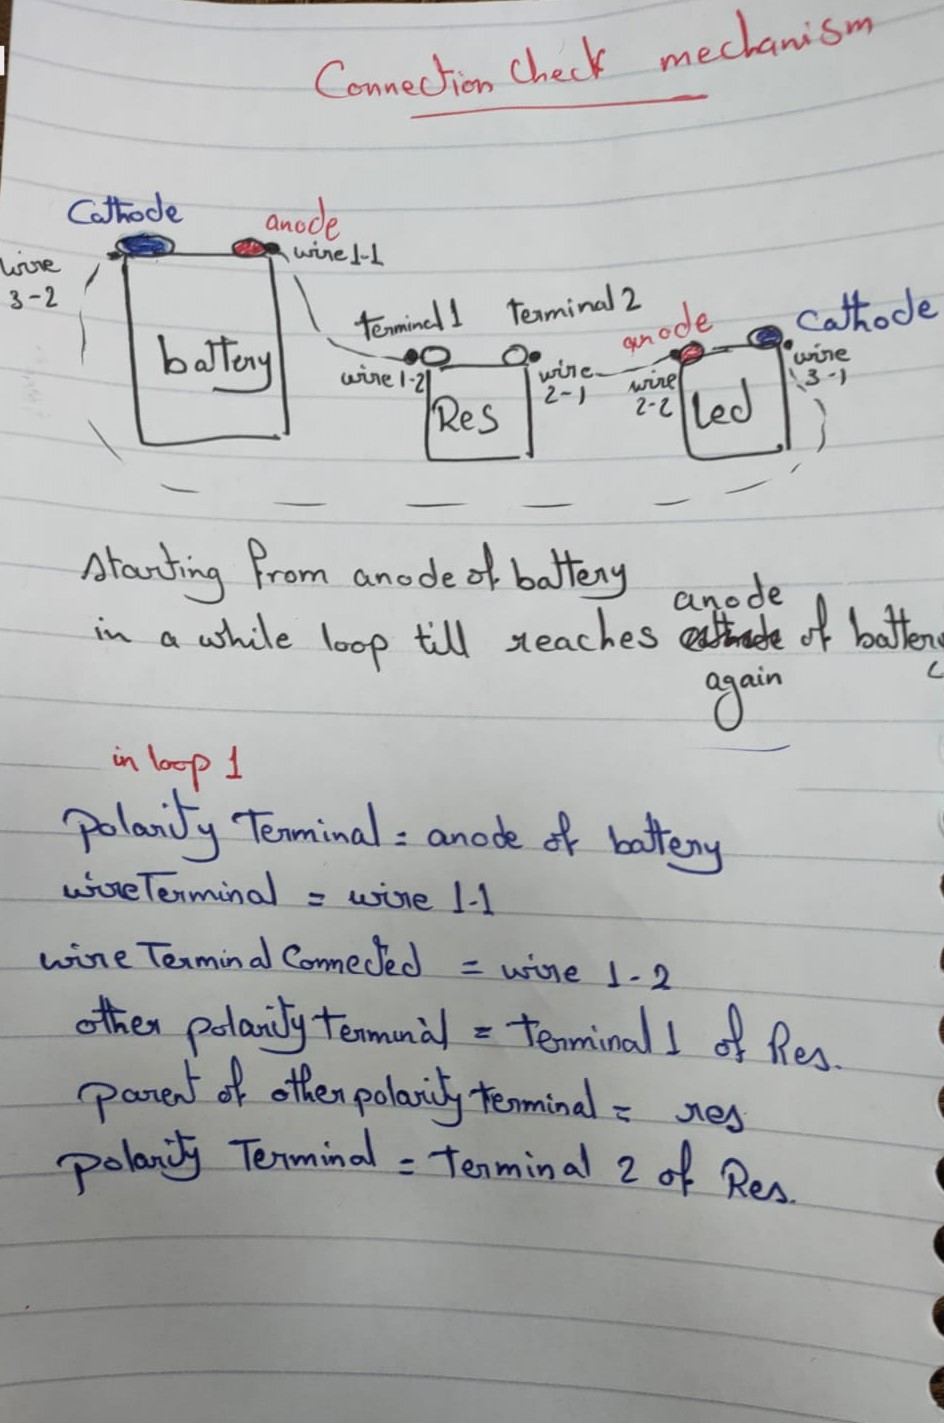 Connection Check mechanism
Cathode
anode
wire
3-2
wire 1-1
battery
Terminal 1
Terminal 2
wire 1-2
wire
2-1
Res
anode
Cathode
wire
2-2
wire
3-1
led
starting from anode of battery
anode
in a while loop till reaches cathode of battery
again
in loop 1
polarity Terminal = anode of battery
wireTerminal = wire 1-1
wire Terminal Connected = wire 1-2
other polarity terminal = terminal 1 of Res.
parent of other polarity terminal = res
polarity Terminal = terminal 2 of Res.